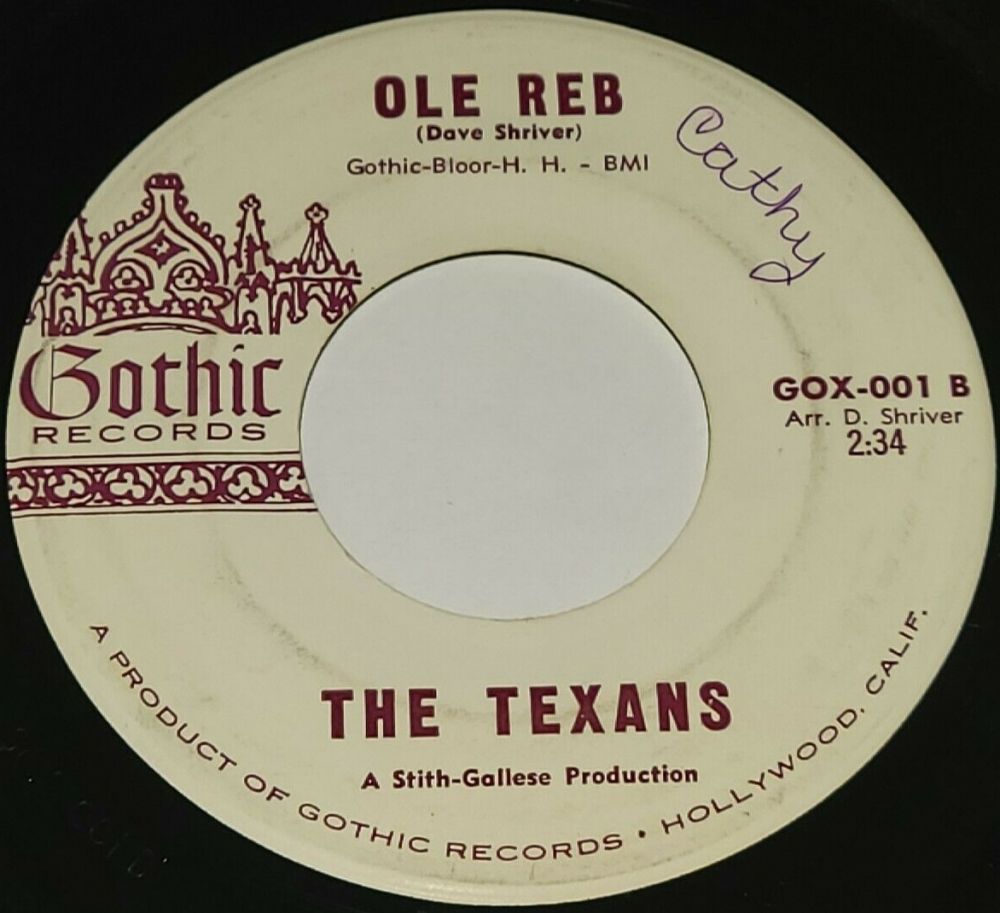 OLE REB
(Dave Shriver)
Gothic-Bloor-H. H. - BMI
Cathy
Gothic
RECORDS
GOX-001 B
Arr. D. Shriver
2:34
THE TEXANS
A Stith-Gallese Production
A PRODUCT OF GOTHIC RECORDS • HOLLYWOOD, CALIF.